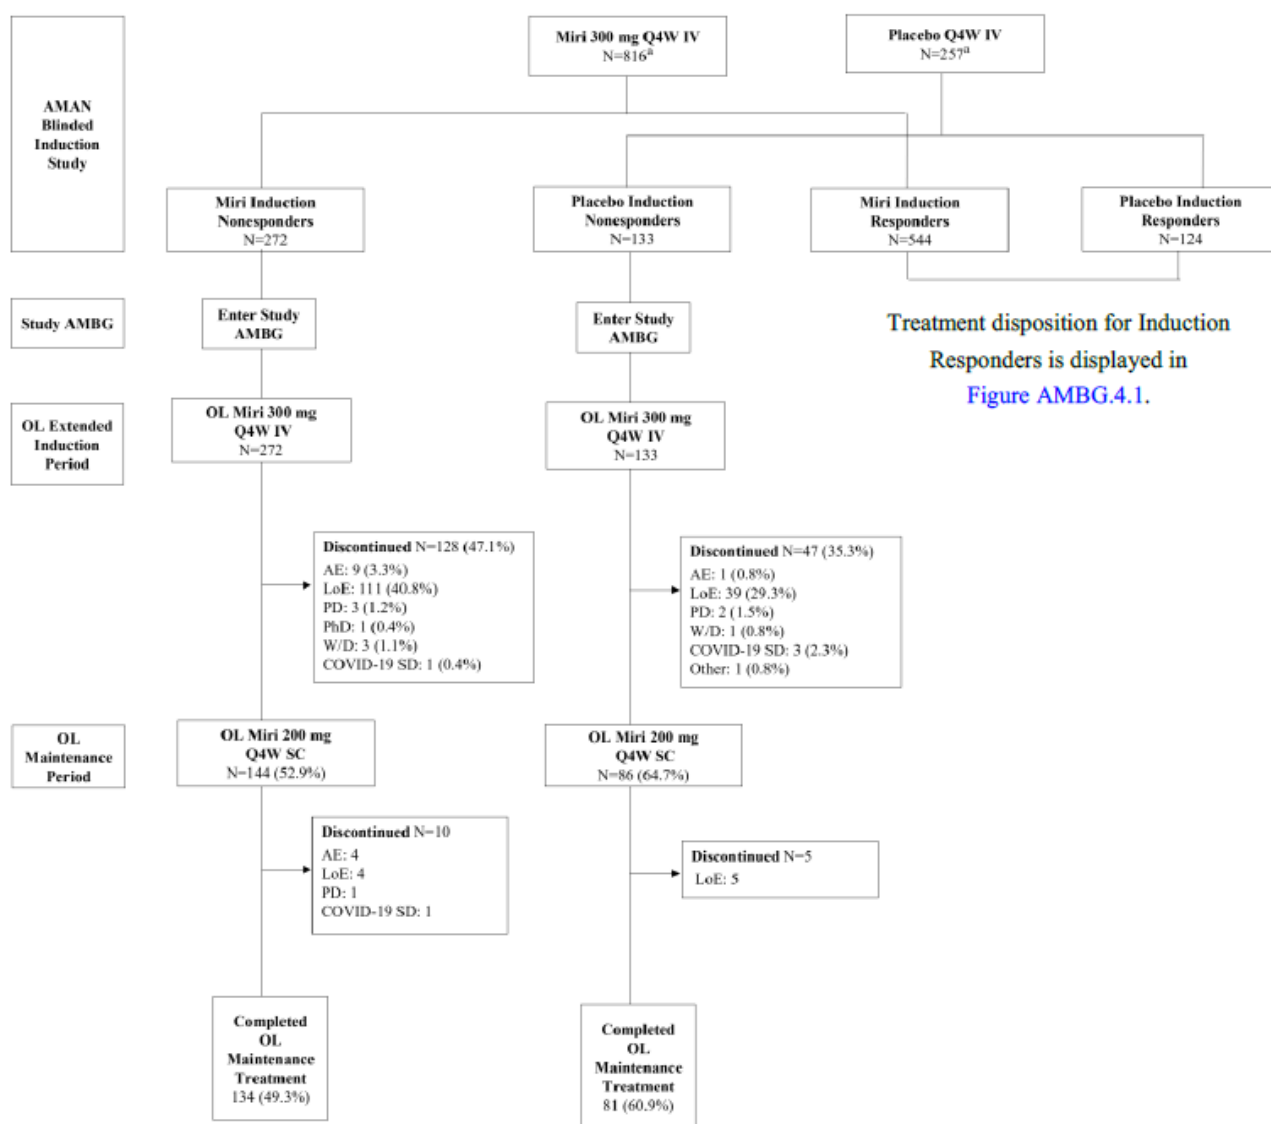 Miri 300 mg Q4W IV
N=816ᵃ
Placebo Q4W IV
N=257ᵃ
AMAN
Blinded
Induction
Study
Miri Induction
Nonesponders
N=272
Placebo Induction
Nonesponders
N=133
Miri Induction
Responders
N=544
Placebo Induction
Responders
N=124
Study AMBG
Enter Study
AMBG
Enter Study
AMBG
Treatment disposition for Induction
Responders is displayed in
Figure AMBG.4.1.
OL Extended
Induction
Period
OL Miri 300 mg
Q4W IV
N=272
OL Miri 300 mg
Q4W IV
N=133
Discontinued N=128 (47.1%)
AE: 9 (3.3%)
LoE: 111 (40.8%)
PD: 3 (1.2%)
PhD: 1 (0.4%)
W/D: 3 (1.1%)
COVID-19 SD: 1 (0.4%)
Discontinued N=47 (35.3%)
AE: 1 (0.8%)
LoE: 39 (29.3%)
PD: 2 (1.5%)
W/D: 1 (0.8%)
COVID-19 SD: 3 (2.3%)
Other: 1 (0.8%)
OL
Maintenance
Period
OL Miri 200 mg
Q4W SC
N=144 (52.9%)
OL Miri 200 mg
Q4W SC
N=86 (64.7%)
Discontinued N=10
AE: 4
LoE: 4
PD: 1
COVID-19 SD: 1
Discontinued N=5
LoE: 5
Completed
OL
Maintenance
Treatment
134 (49.3%)
Completed
OL
Maintenance
Treatment
81 (60.9%)